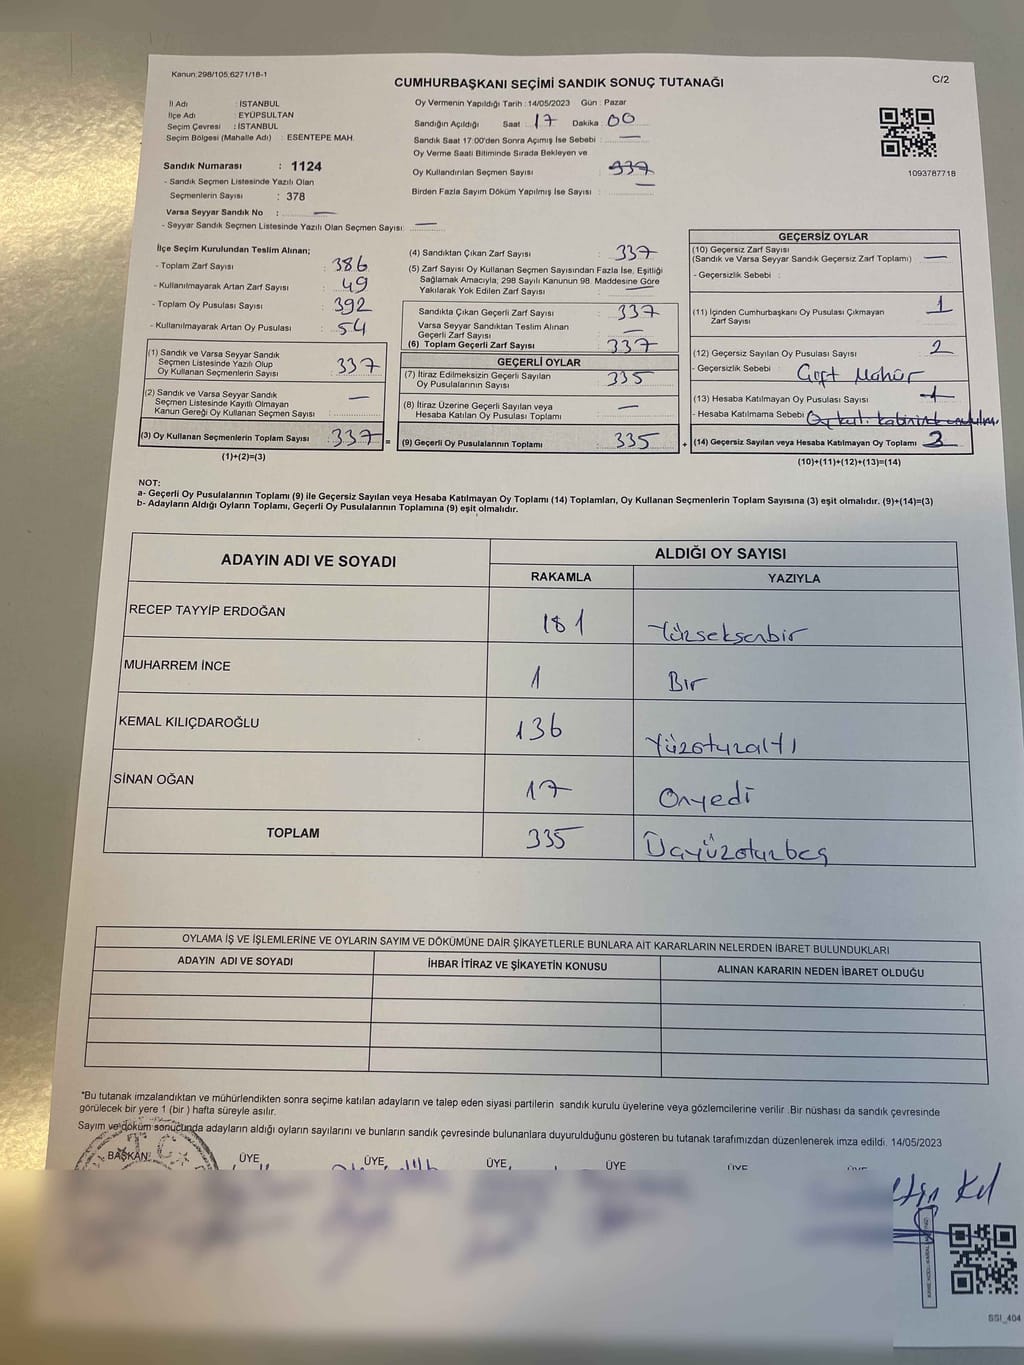 Kanun:298/105,6271/18-1
CUMHURBAŞKANI SEÇİMİ SANDIK SONUÇ TUTANAĞI
C/2
İl Adı : İSTANBUL
İlçe Adı : EYÜPSULTAN
Seçim Çevresi : İSTANBUL
Seçim Bölgesi (Mahalle Adı) : ESENTEPE MAH.
Sandık Numarası : 1124
- Sandık Seçmen Listesinde Yazılı Olan
Seçmenlerin Sayısı : 378
Varsa Seyyar Sandık No : —
- Seyyar Sandık Seçmen Listesinde Yazılı Olan Seçmen Sayısı: —
Oy Vermenin Yapıldığı Tarih : 14/05/2023 Gün : Pazar
Sandığın Açıldığı Saat : 17 Dakika : 00
Sandık Saat 17:00'den Sonra Açımış İse Sebebi : —
Oy Verme Saati Bitiminde Sırada Bekleyen ve
Oy Kullandırılan Seçmen Sayısı : 337
Birden Fazla Sayım Döküm Yapılmış İse Sayısı : —
1093787718
İlçe Seçim Kurulundan Teslim Alınan;
- Toplam Zarf Sayısı : 386
- Kullanılmayarak Artan Zarf Sayısı : 49
- Toplam Oy Pusulası Sayısı : 392
- Kullanılmayarak Artan Oy Pusulası : 54
(1) Sandık ve Varsa Seyyar Sandık
Seçmen Listesinde Yazılı Olup
Oy Kullanan Seçmenlerin Sayısı : 337
(2) Sandık ve Varsa Seyyar Sandık
Seçmen Listesinde Kayıtlı Olmayan
Kanun Gereği Oy Kullanan Seçmen Sayısı : —
(3) Oy Kullanan Seçmenlerin Toplam Sayısı : 337 =
(1)+(2)=(3)
(4) Sandıktan Çıkan Zarf Sayısı : 337
(5) Zarf Sayısı Oy Kullanan Seçmen Sayısından Fazla İse, Eşitliği
Sağlamak Amacıyla; 298 Sayılı Kanunun 98. Maddesine Göre
Yakılarak Yok Edilen Zarf Sayısı : —
Sandıkta Çıkan Geçerli Zarf Sayısı : 337
Varsa Seyyar Sandıktan Teslim Alınan
Geçerli Zarf Sayısı : —
(6) Toplam Geçerli Zarf Sayısı : 337
GEÇERLİ OYLAR
(7) İtiraz Edilmeksizin Geçerli Sayılan
Oy Pusulalarının Sayısı : 335
(8) İtiraz Üzerine Geçerli Sayılan veya
Hesaba Katılan Oy Pusulası Toplamı : —
(9) Geçerli Oy Pusulalarının Toplamı : 335 +
GEÇERSİZ OYLAR
(10) Geçersiz Zarf Sayısı
(Sandık ve Varsa Seyyar Sandık Geçersiz Zarf Toplamı) : —
- Geçersizlik Sebebi :
(11) İçinden Cumhurbaşkanı Oy Pusulası Çıkmayan
Zarf Sayısı : 1
(12) Geçersiz Sayılan Oy Pusulası Sayısı : 2
- Geçersizlik Sebebi : Çift Mühür
(13) Hesaba Katılmayan Oy Pusulası Sayısı : 1
- Hesaba Katılmama Sebebi :
(14) Geçersiz Sayılan veya Hesaba Katılmayan Oy Toplamı : 3
(10)+(11)+(12)+(13)=(14)
NOT:
a- Geçerli Oy Pusulalarının Toplamı (9) ile Geçersiz Sayılan veya Hesaba Katılmayan Oy Toplamı (14) Toplamları, Oy Kullanan Seçmenlerin Toplam Sayısına (3) eşit olmalıdır. (9)+(14)=(3)
b- Adayların Aldığı Oyların Toplamı, Geçerli Oy Pusulalarının Toplamına (9) eşit olmalıdır.
ADAYIN ADI VE SOYADI
ALDIĞI OY SAYISI
RAKAMLA YAZIYLA
RECEP TAYYİP ERDOĞAN 181 Yüzseksenbir
MUHARREM İNCE 1 Bir
KEMAL KILIÇDAROĞLU 136 Yüzotuzaltı
SİNAN OĞAN 17 Onyedi
TOPLAM 335 Üçyüzotuzbeş
OYLAMA İŞ VE İŞLEMLERİNE VE OYLARIN SAYIM VE DÖKÜMÜNE DAİR ŞİKAYETLERLE BUNLARA AİT KARARLARIN NELERDEN İBARET BULUNDUKLARI
ADAYIN ADI VE SOYADI
İHBAR İTİRAZ VE ŞİKAYETİN KONUSU
ALINAN KARARIN NEDEN İBARET OLDUĞU
*Bu tutanak imzalandıktan ve mühürlendikten sonra seçime katılan adayların ve talep eden siyasi partilerin sandık kurulu üyelerine veya gözlemcilerine verilir .Bir nüshası da sandık çevresinde
görülecek bir yere 1 (bir ) hafta süreyle asılır.
Sayım ve döküm sonucunda adayların aldığı oyların sayılarını ve bunların sandık çevresinde bulunanlara duyurulduğunu gösteren bu tutanak tarafımızdan düzenlenerek imza edildi. 14/05/2023
T.C.
BAŞKAN ÜYE ÜYE, ÜYE, ÜYE ÜYE ÜYE
SSI_404